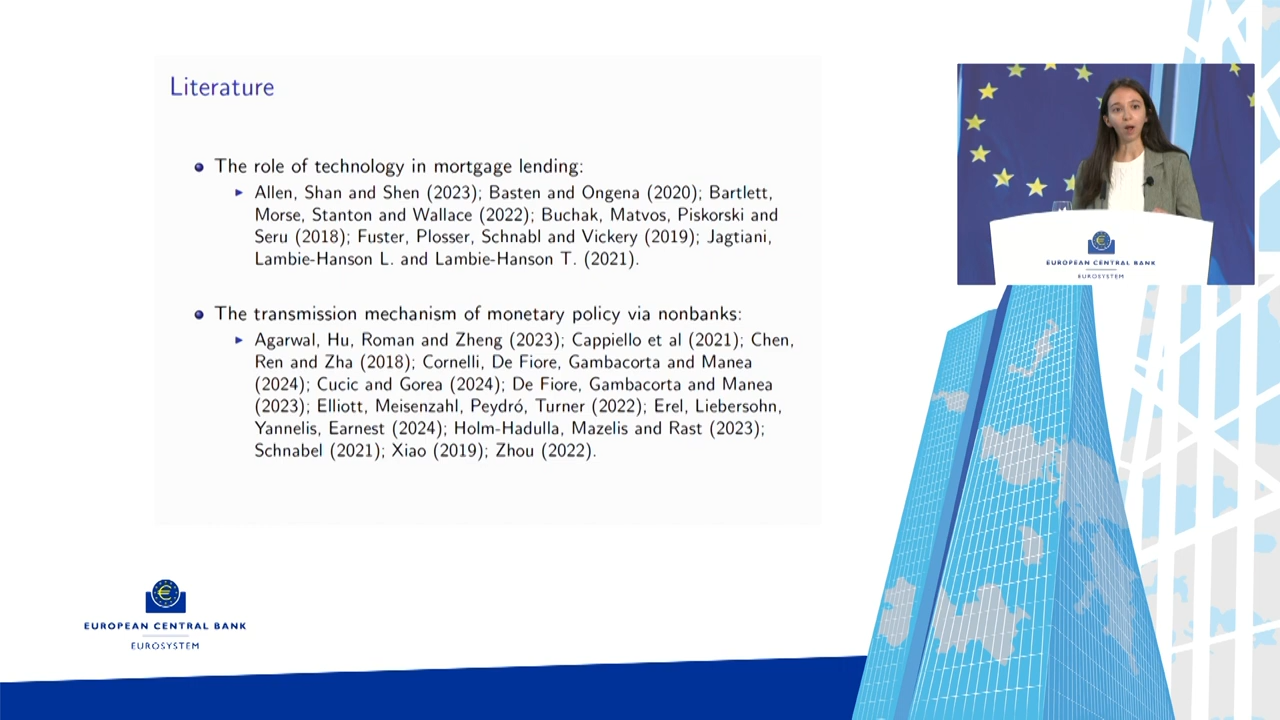 Literature
The role of technology in mortgage lending:
Allen, Shan and Shen (2023); Basten and Ongena (2020); Bartlett,
Morse, Stanton and Wallace (2022); Buchak, Matvos, Piskorski and
Seru (2018); Fuster, Plosser, Schnabl and Vickery (2019); Jagtiani,
Lambie-Hanson L. and Lambie-Hanson T. (2021).
The transmission mechanism of monetary policy via nonbanks:
Agarwal, Hu, Roman and Zheng (2023); Cappiello et al (2021); Chen,
Ren and Zha (2018); Cornelli, De Fiore, Gambacorta and Manea
(2024); Cucic and Gorea (2024); De Fiore, Gambacorta and Manea
(2023); Elliott, Meisenzahl, Peydró, Turner (2022); Erel, Liebersohn,
Yannelis, Earnest (2024); Holm-Hadulla, Mazelis and Rast (2023);
Schnabel (2021); Xiao (2019); Zhou (2022).
EUROPEAN CENTRAL BANK
EUROSYSTEM
EUROPEAN CENTRAL BANK
EUROSYSTEM